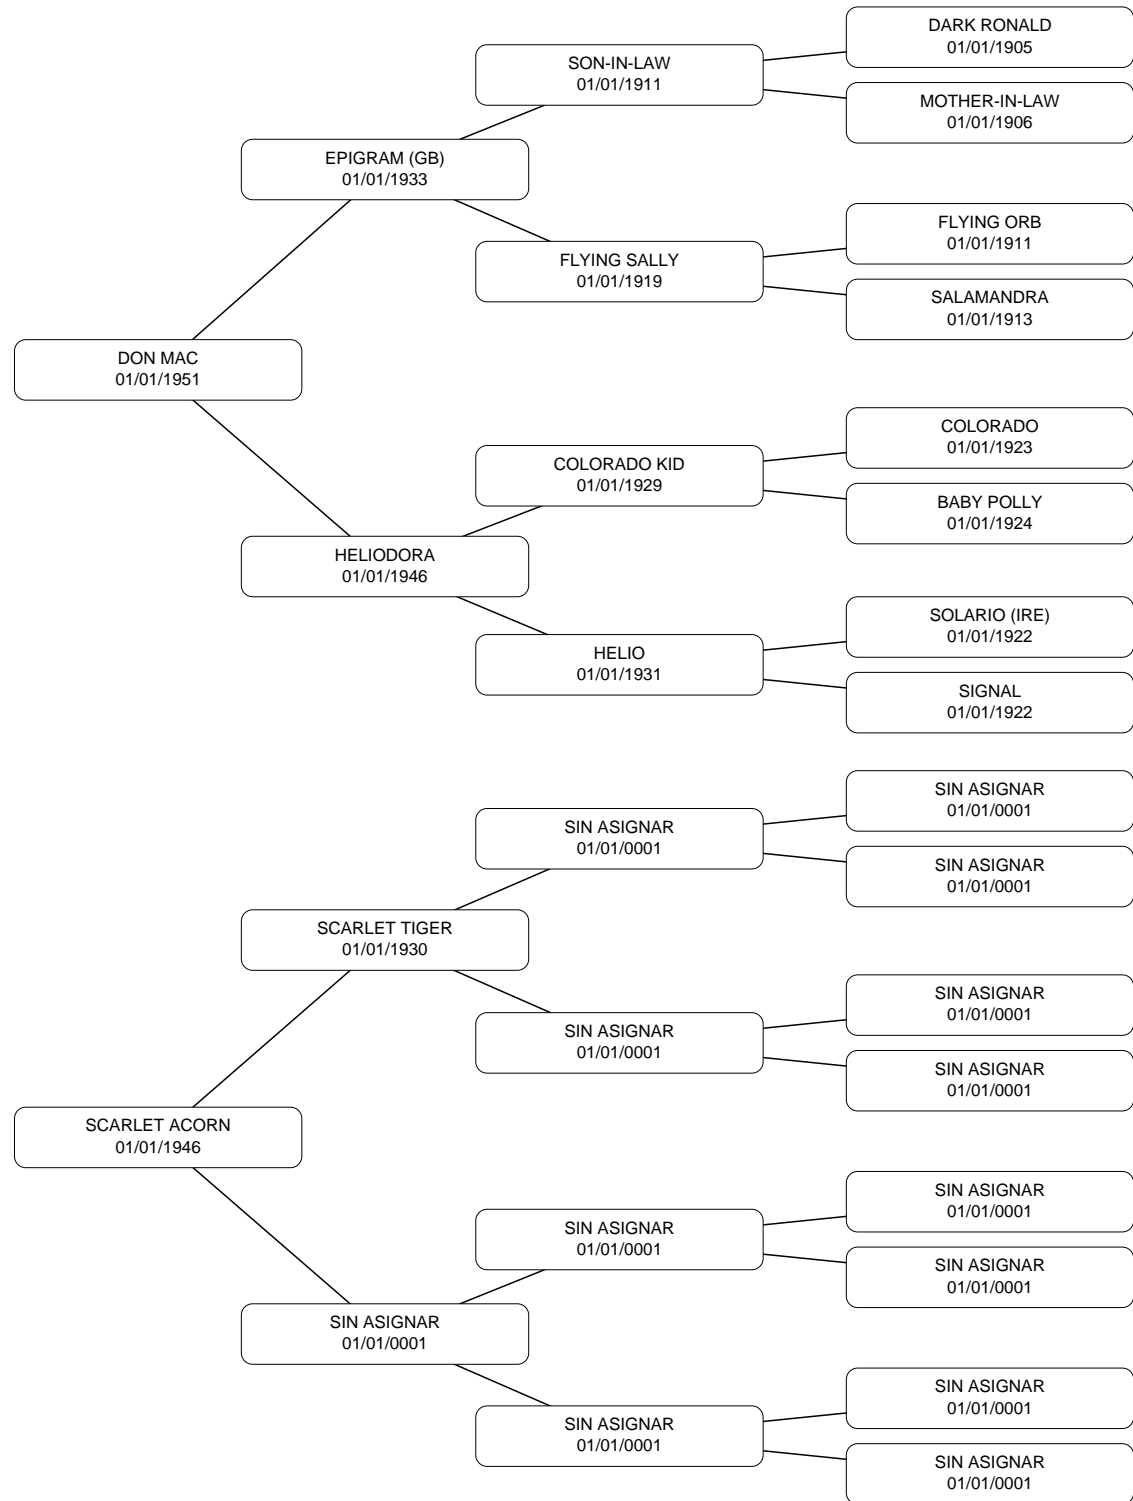 DARK RONALD
01/01/1905
SON-IN-LAW
01/01/1911
MOTHER-IN-LAW
01/01/1906
EPIGRAM (GB)
01/01/1933
FLYING ORB
01/01/1911
FLYING SALLY
01/01/1919
SALAMANDRA
01/01/1913
DON MAC
01/01/1951
COLORADO
01/01/1923
COLORADO KID
01/01/1929
BABY POLLY
01/01/1924
HELIODORA
01/01/1946
SOLARIO (IRE)
01/01/1922
HELIO
01/01/1931
SIGNAL
01/01/1922
SIN ASIGNAR
01/01/0001
SIN ASIGNAR
01/01/0001
SIN ASIGNAR
01/01/0001
SCARLET TIGER
01/01/1930
SIN ASIGNAR
01/01/0001
SIN ASIGNAR
01/01/0001
SIN ASIGNAR
01/01/0001
SCARLET ACORN
01/01/1946
SIN ASIGNAR
01/01/0001
SIN ASIGNAR
01/01/0001
SIN ASIGNAR
01/01/0001
SIN ASIGNAR
01/01/0001
SIN ASIGNAR
01/01/0001
SIN ASIGNAR
01/01/0001
SIN ASIGNAR
01/01/0001